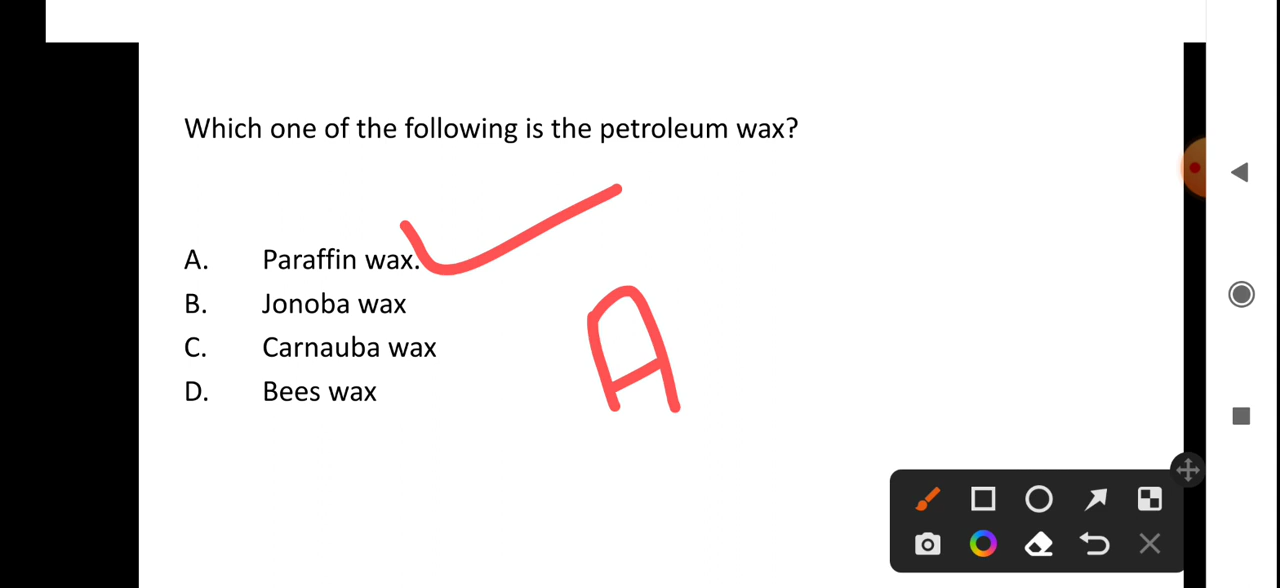 Which one of the following is the petroleum wax?
A. Paraffin wax.
B. Jonoba wax
C. Carnauba wax
D. Bees wax
A